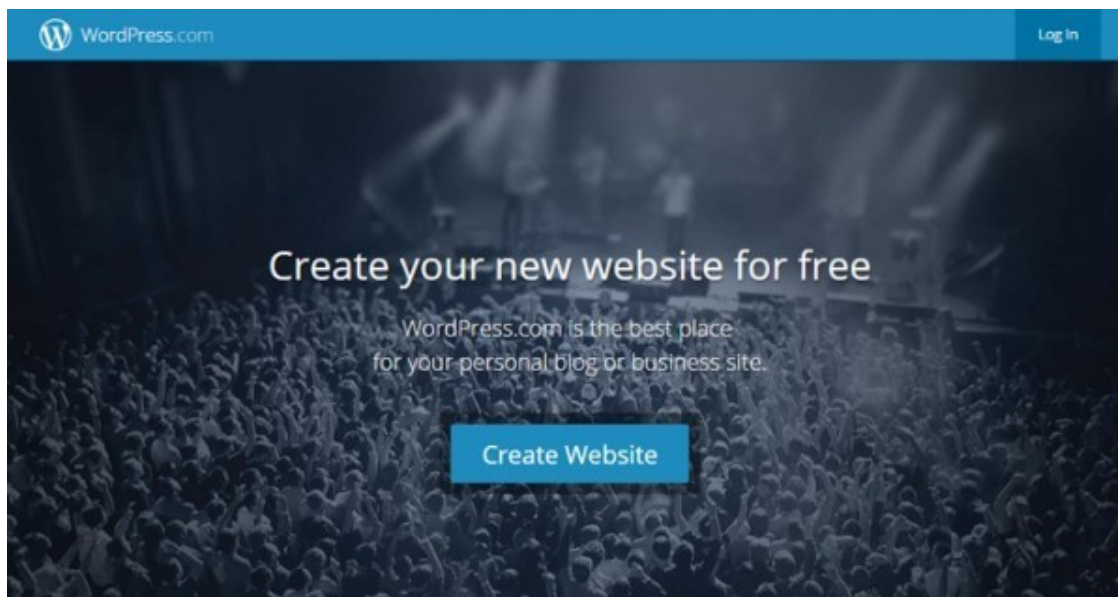 WordPress.com
Log In
Create your new website for free
WordPress.com is the best place
for your personal blog or business site.
Create Website